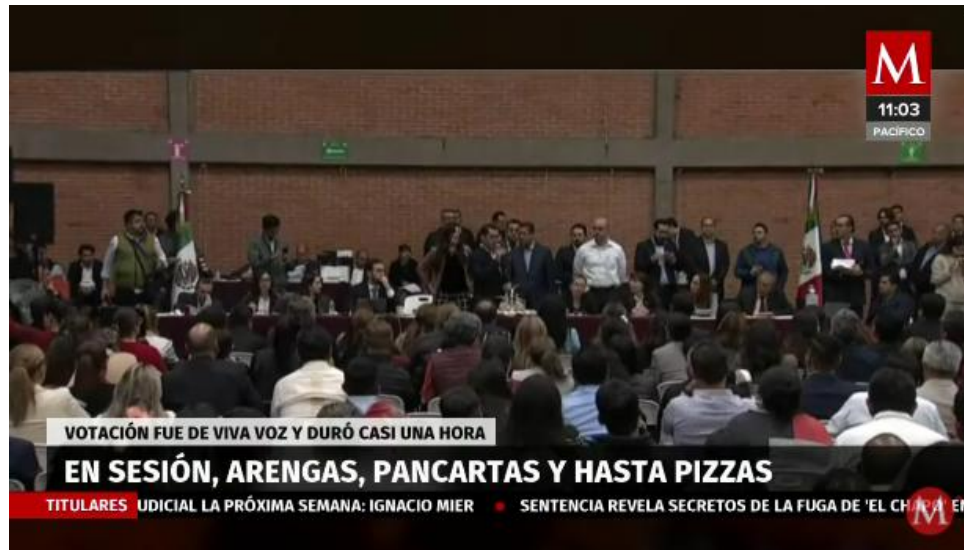 M
11:03
PACÍFICO
VOTACIÓN FUE DE VIVA VOZ Y DURÓ CASI UNA HORA
EN SESIÓN, ARENGAS, PANCARTAS Y HASTA PIZZAS
TITULARES UDICIAL LA PRÓXIMA SEMANA: IGNACIO MIER • SENTENCIA REVELA SECRETOS DE LA FUGA DE 'EL CHAPO' E
M